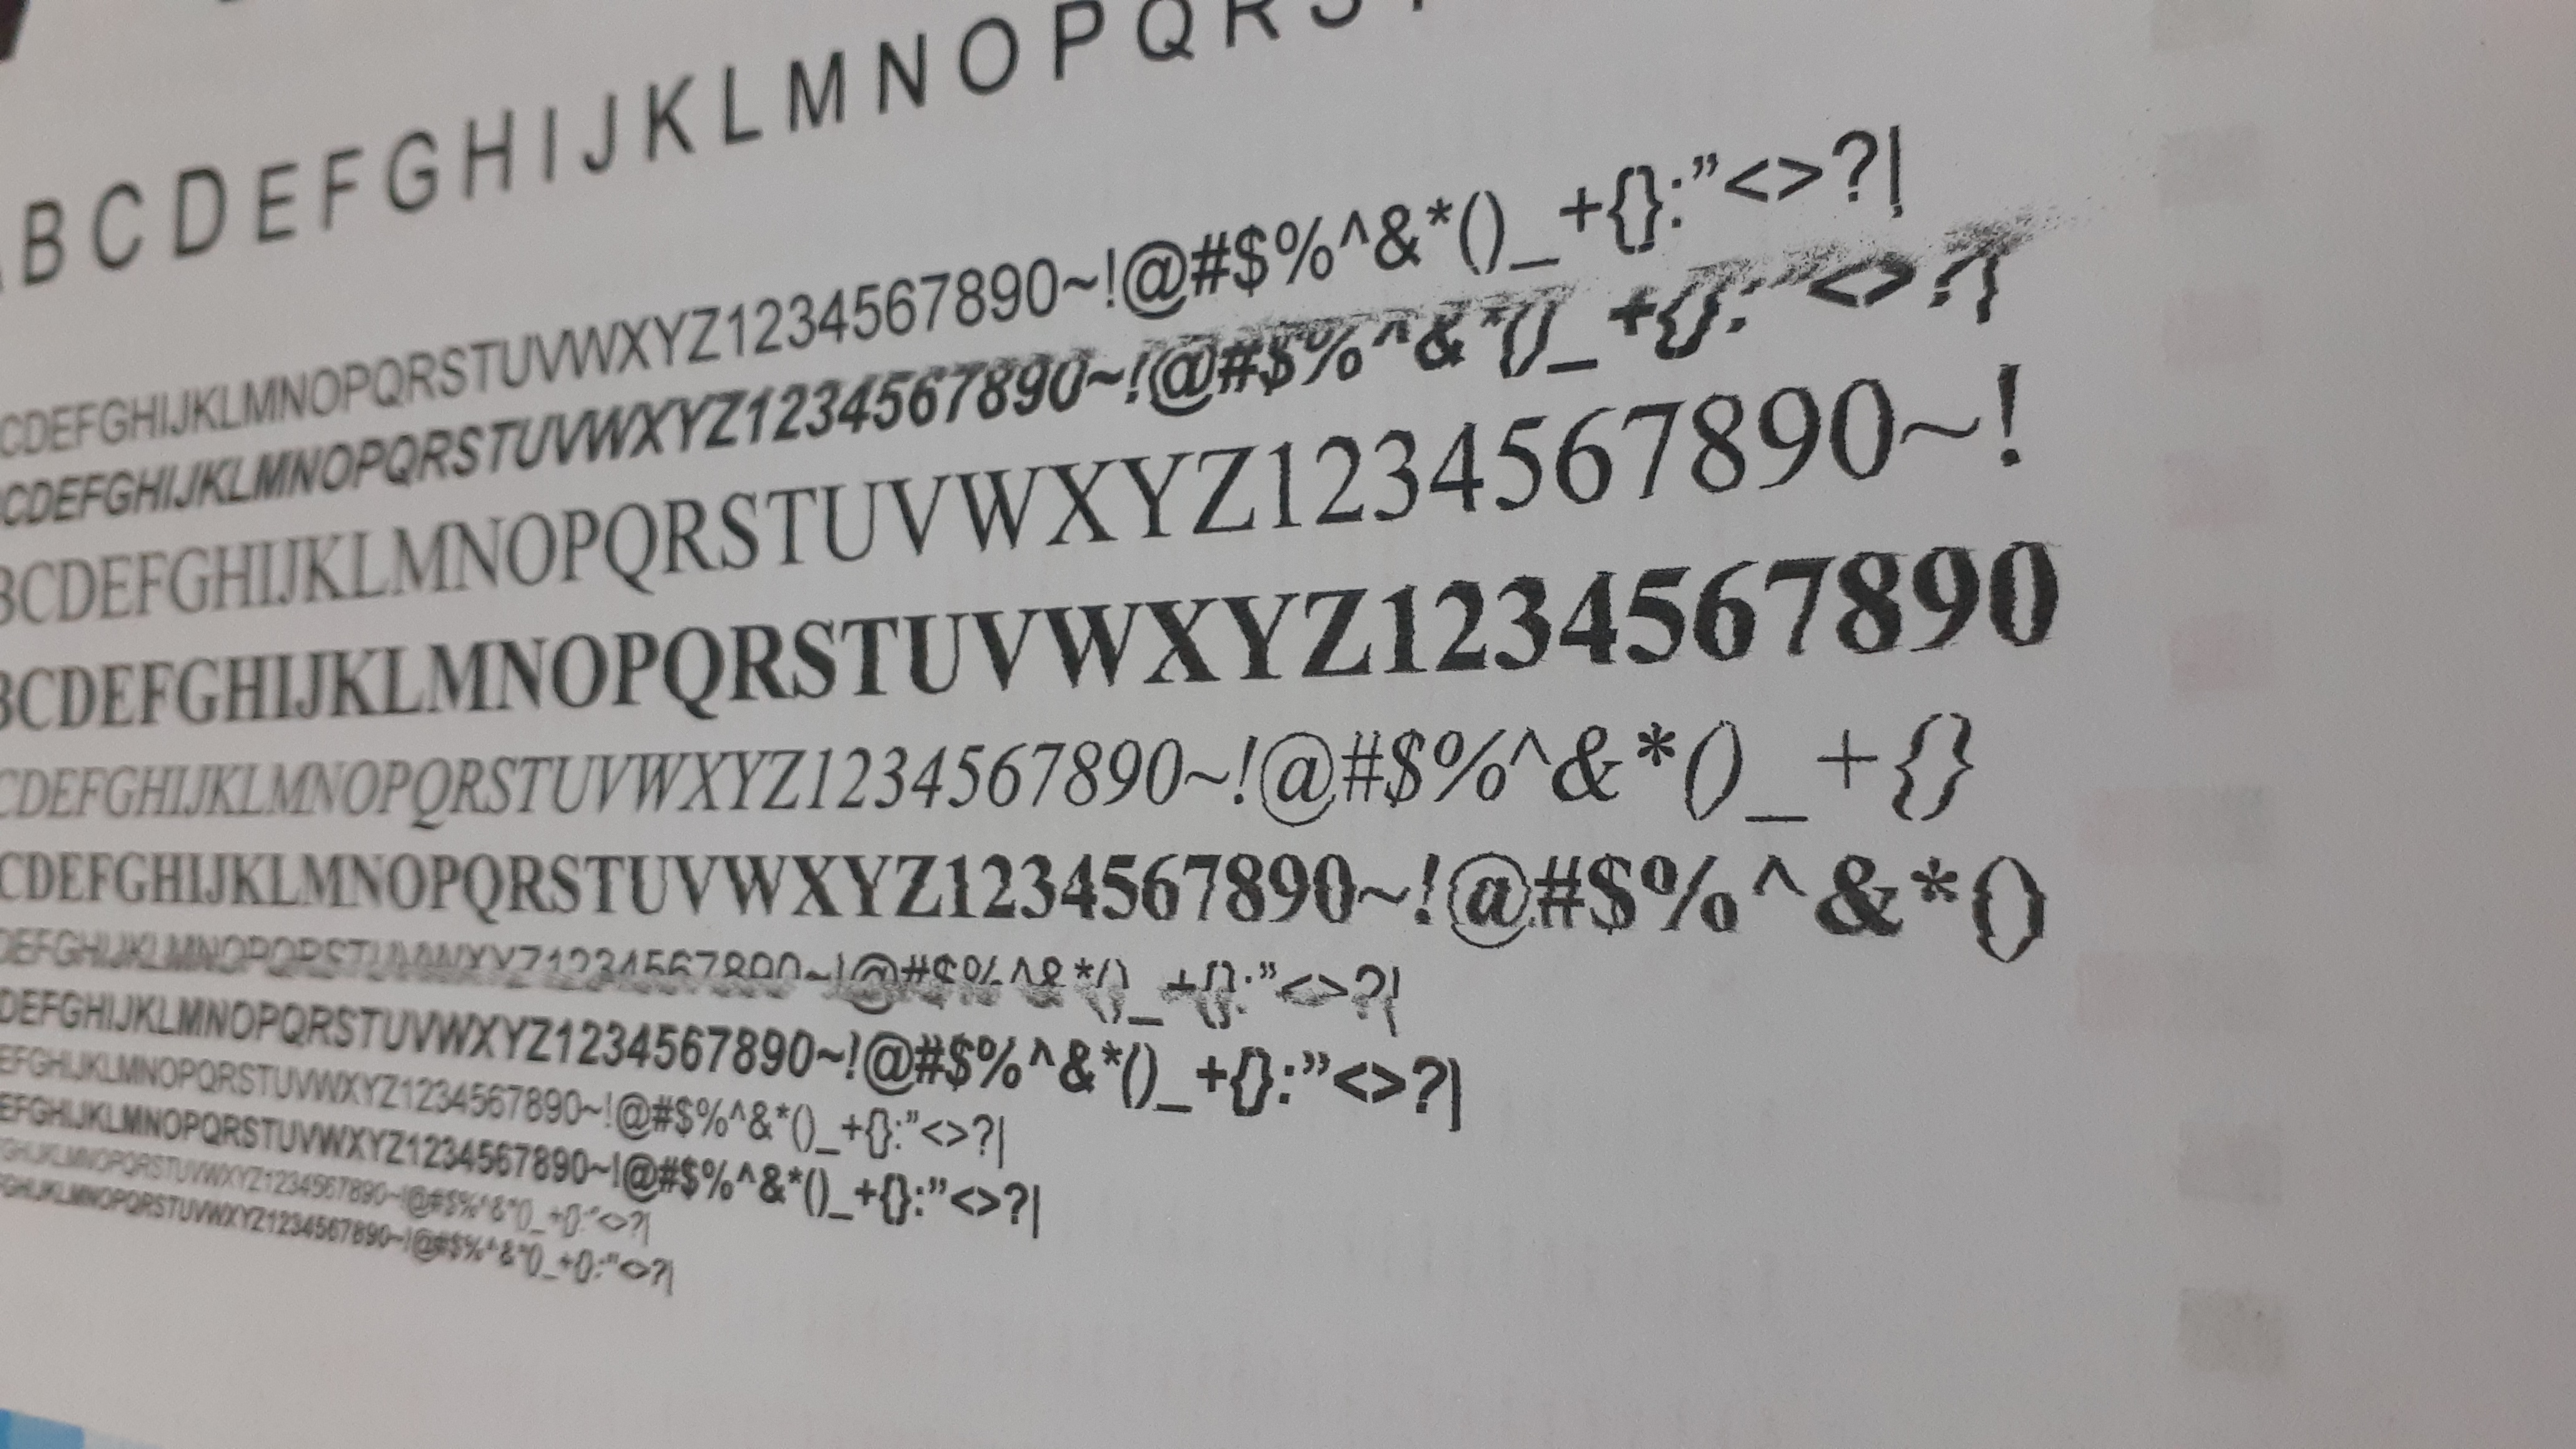 A B C D E F G H I J K L M N O P Q R S
CDEFGHIJKLMNOPQRSTUVWXYZ1234567890~!@#$%^&*()_+{}:”<>?|
CDEFGHIJKLMNOPQRSTUVWXYZ1234567890~!@#$%^&*()_+{}:<>
BCDEFGHIJKLMNOPQRSTUVWXYZ1234567890~!
BCDEFGHIJKLMNOPQRSTUVWXYZ1234567890
CDEFGHIJKLMNOPQRSTUVWXYZ1234567890~!@#$%^&*()_+{}
CDEFGHIJKLMNOPQRSTUVWXYZ1234567890~!@#$%^&*()
DEFGHIJKLMNOPQRSTUVWXYZ1234567890~!@#$%^&*()_+{}:”<>?|
DEFGHIJKLMNOPQRSTUVWXYZ1234567890~!@#$%^&*()_+{}:”<>?|
EFGHIJKLMNOPQRSTUVWXYZ1234567890~!@#$%^&*()_+{}:”<>?|
EFGHIJKLMNOPQRSTUVWXYZ1234567890~!@#$%^&*()_+{}:”<>?|
GHIJKLMNOPQRSTUVWXYZ1234567890~!@#$%^&*()_+{}:”<>?|
GHIJKLMNOPQRSTUVWXYZ1234567890~!@#$%^&*()_+{}:”<>?|